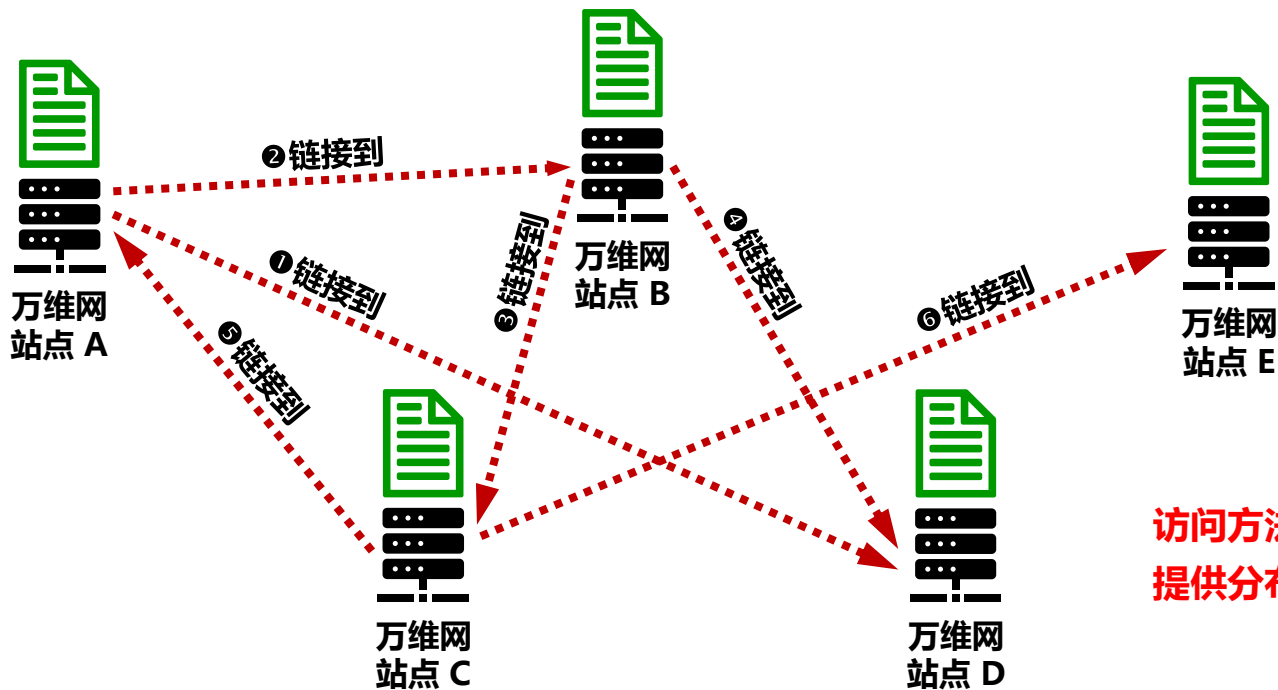 ❷链接到
❶链接到
❸链接到
❹链接到
❺链接到
❻链接到
万维网
站点 A
万维网
站点 B
万维网
站点 E
万维网
站点 C
万维网
站点 D
访问方
提供分